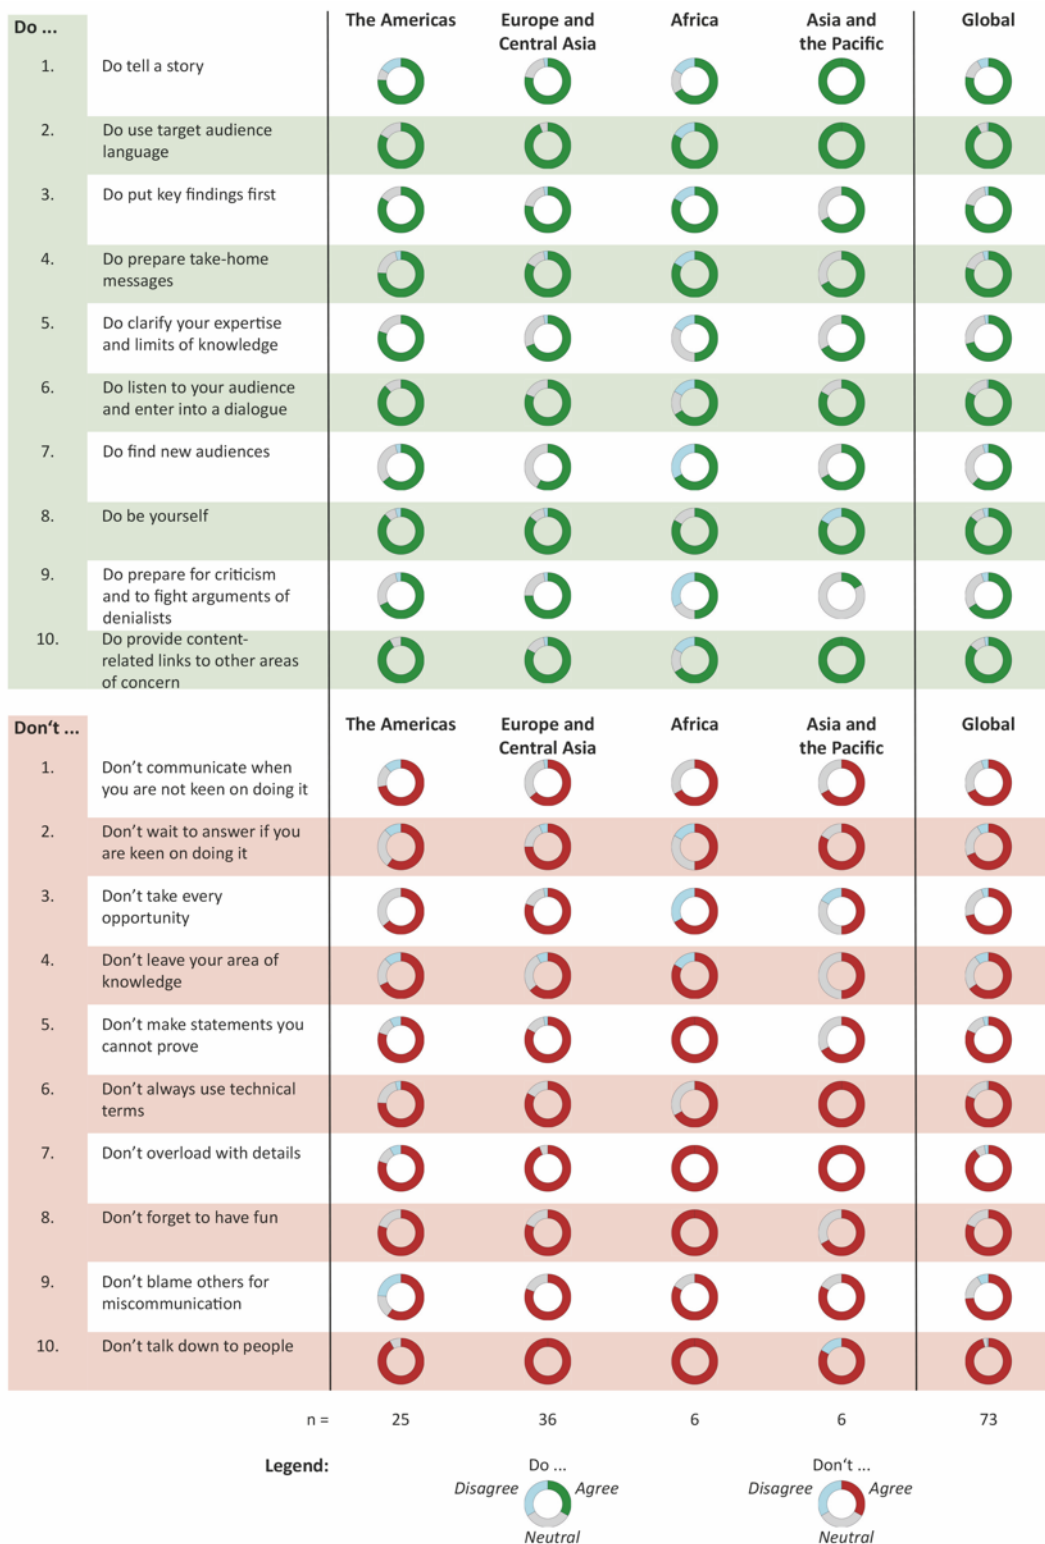 Do ...
The Americas
Europe and
Central Asia
Africa
Asia and
the Pacific
Global
1.
Do tell a story
2.
Do use target audience
language
3.
Do put key findings first
4.
Do prepare take-home
messages
5.
Do clarify your expertise
and limits of knowledge
6.
Do listen to your audience
and enter into a dialogue
7.
Do find new audiences
8.
Do be yourself
9.
Do prepare for criticism
and to fight arguments of
denialists
10.
Do provide content-
related links to other areas
of concern
Don‘t ...
The Americas
Europe and
Central Asia
Africa
Asia and
the Pacific
Global
1.
Don’t communicate when
you are not keen on doing it
2.
Don’t wait to answer if you
are keen on doing it
3.
Don’t take every
opportunity
4.
Don’t leave your area of
knowledge
5.
Don’t make statements you
cannot prove
6.
Don’t always use technical
terms
7.
Don’t overload with details
8.
Don’t forget to have fun
9.
Don’t blame others for
miscommunication
10.
Don’t talk down to people
n = 25 36 6 6 73
Legend:
Do ...
Disagree Agree
Neutral
Don‘t ...
Disagree Agree
Neutral